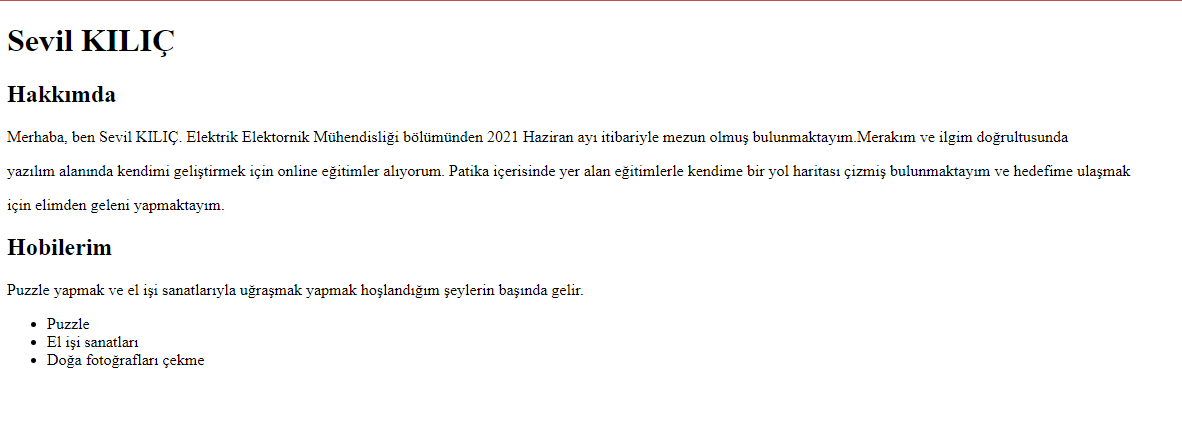 Sevil KILIÇ
Hakkımda
Merhaba, ben Sevil KILIÇ. Elektrik Elektornik Mühendisliği bölümünden 2021 Haziran ayı itibariyle mezun olmuş bulunmaktayım.Merakım ve ilgim doğrultusunda
yazılım alanında kendimi geliştirmek için online eğitimler alıyorum. Patika içerisinde yer alan eğitimlerle kendime bir yol haritası çizmiş bulunmaktayım ve hedefime ulaşmak
için elimden geleni yapmaktayım.
Hobilerim
Puzzle yapmak ve el işi sanatlarıyla uğraşmak yapmak hoşlandığım şeylerin başında gelir.
• Puzzle
• El işi sanatları
• Doğa fotoğrafları çekme